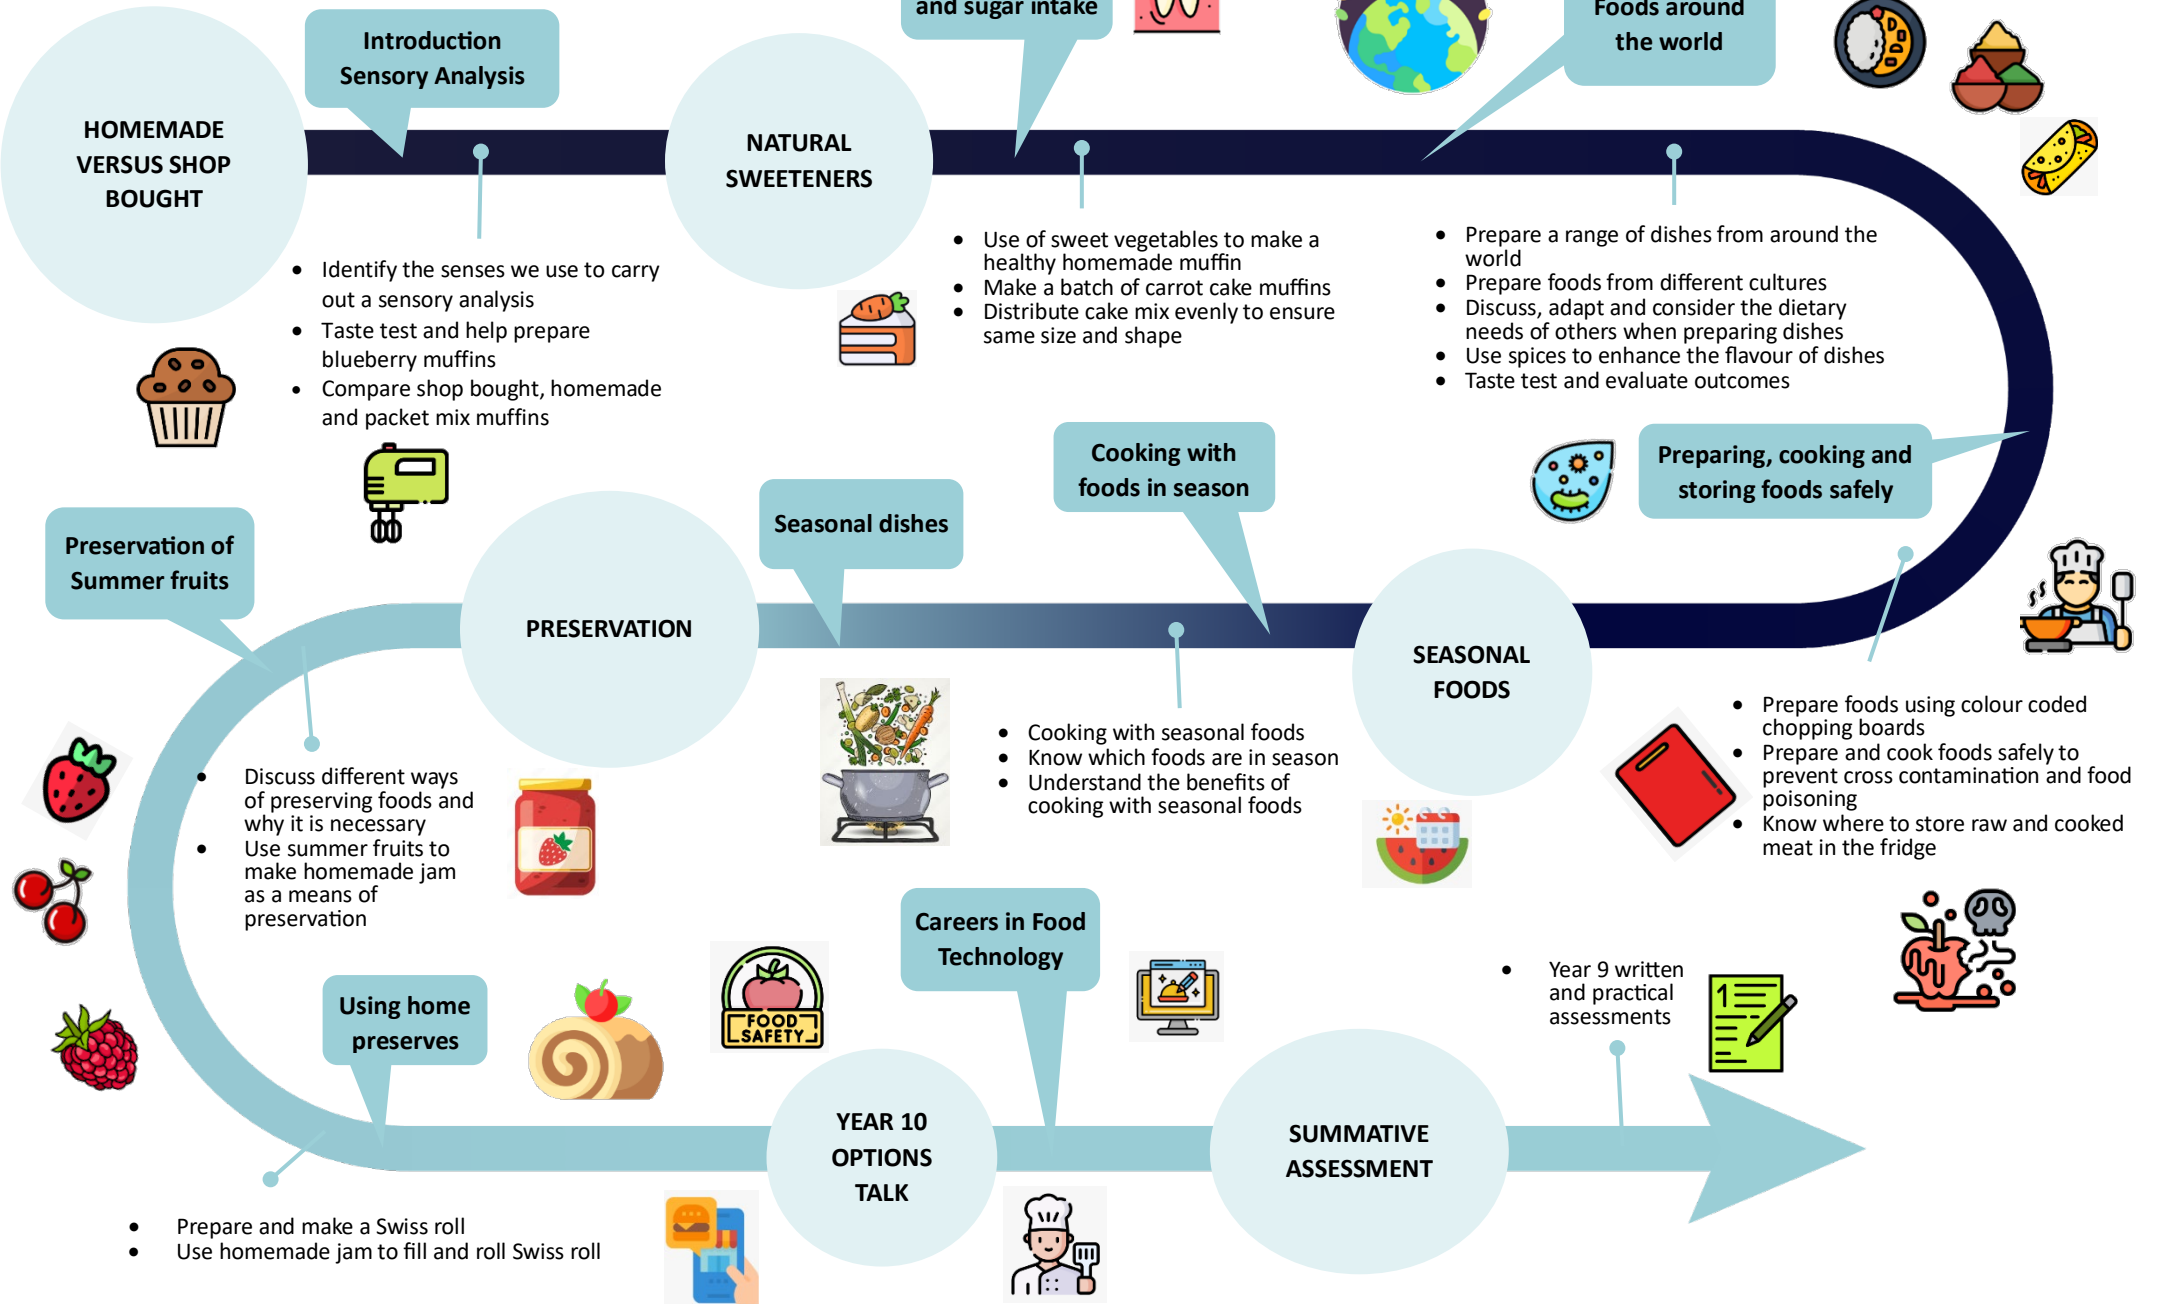 and sugar intake
Foods around
the world
Introduction
Sensory Analysis
HOMEMADE
VERSUS SHOP
BOUGHT
NATURAL
SWEETENERS
• Identify the senses we use to carry
out a sensory analysis
• Taste test and help prepare
blueberry muffins
• Compare shop bought, homemade
and packet mix muffins
• Use of sweet vegetables to make a
healthy homemade muffin
• Make a batch of carrot cake muffins
• Distribute cake mix evenly to ensure
same size and shape
• Prepare a range of dishes from around the
world
• Prepare foods from different cultures
• Discuss, adapt and consider the dietary
needs of others when preparing dishes
• Use spices to enhance the flavour of dishes
• Taste test and evaluate outcomes
Preparing, cooking and
storing foods safely
Cooking with
foods in season
Seasonal dishes
Preservation of
Summer fruits
PRESERVATION
SEASONAL
FOODS
• Prepare foods using colour coded
chopping boards
• Prepare and cook foods safely to
prevent cross contamination and food
poisoning
• Know where to store raw and cooked
meat in the fridge
• Cooking with seasonal foods
• Know which foods are in season
• Understand the benefits of
cooking with seasonal foods
• Discuss different ways
of preserving foods and
why it is necessary
• Use summer fruits to
make homemade jam
as a means of
preservation
Using home
preserves
FOOD
SAFETY
Careers in Food
Technology
• Year 9 written
and practical
assessments
1
YEAR 10
OPTIONS
TALK
SUMMATIVE
ASSESSMENT
• Prepare and make a Swiss roll
• Use homemade jam to fill and roll Swiss roll